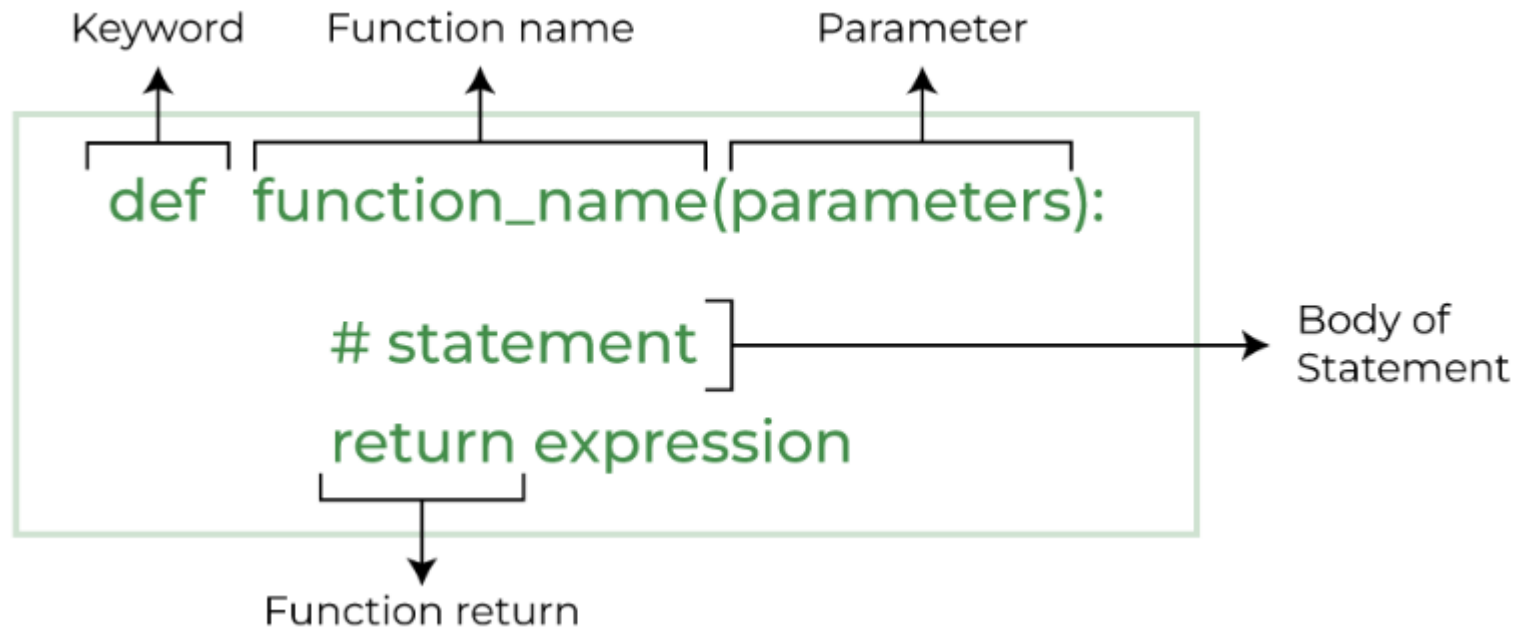 Keyword Function name Parameter
def function_name(parameters):
# statement
Body of
Statement
return expression
Function return